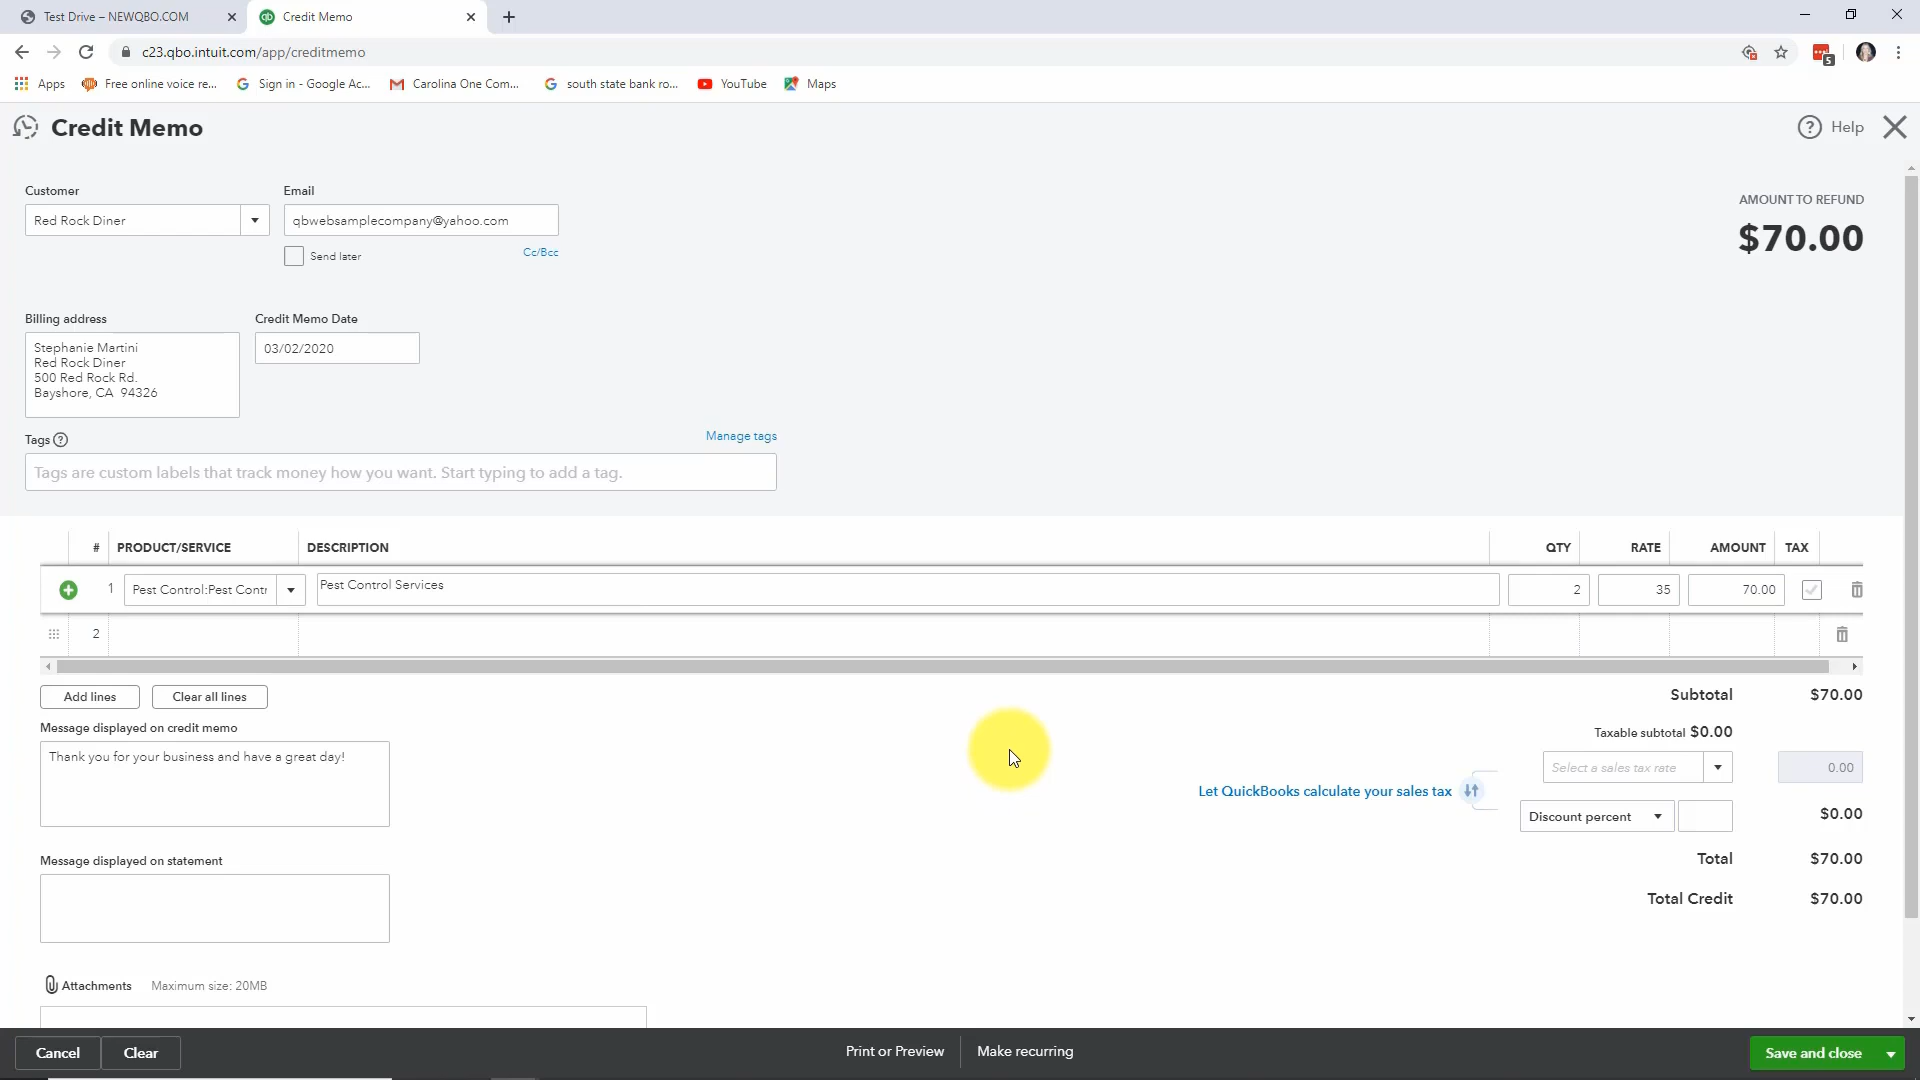 Test Drive – NEWQBO.COM
Credit Memo
c23.qbo.intuit.com/app/creditmemo
5
Apps
Free online voice re...
Sign in - Google Ac...
Carolina One Com...
south state bank ro...
YouTube
Maps
Credit Memo
Help
Customer
Email
AMOUNT TO REFUND
Red Rock Diner
qbwebsamplecompany@yahoo.com
$70.00
Send later
Cc/Bcc
Billing address
Credit Memo Date
Stephanie Martini
Red Rock Diner
500 Red Rock Rd.
Bayshore, CA 94326
03/02/2020
Tags
Manage tags
Tags are custom labels that track money how you want. Start typing to add a tag.
# PRODUCT/SERVICE DESCRIPTION QTY RATE AMOUNT TAX
1 Pest Control:Pest Contr Pest Control Services 2 35 70.00
2
Add lines
Clear all lines
Subtotal $70.00
Message displayed on credit memo
Taxable subtotal $0.00
Thank you for your business and have a great day!
Select a sales tax rate
0.00
Let QuickBooks calculate your sales tax
Discount percent
$0.00
Message displayed on statement
Total $70.00
Total Credit $70.00
Attachments Maximum size: 20MB
Cancel
Clear
Print or Preview
Make recurring
Save and close